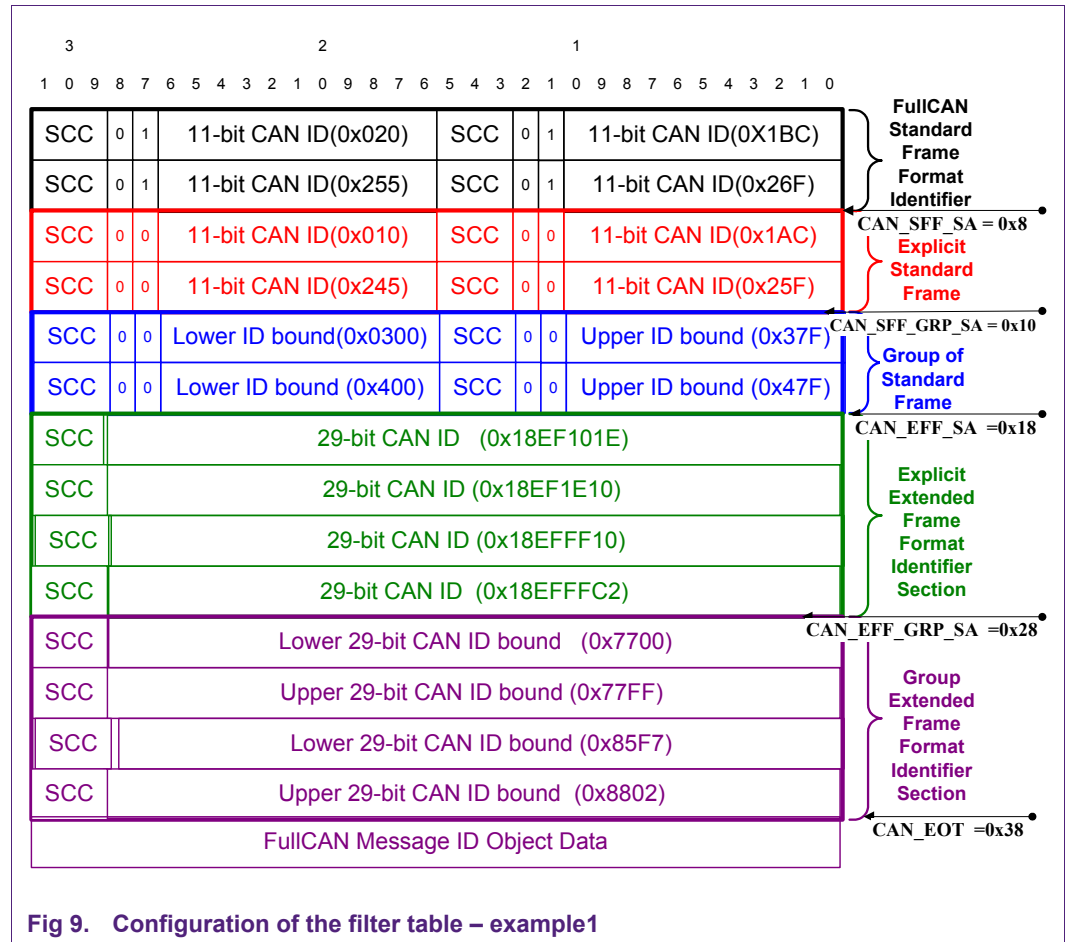 3 2 1
1 0 9 8 7 6 5 4 3 2 1 0 9 8 7 6 5 4 3 2 1 0 9 8 7 6 5 4 3 2 1 0
SCC 0 1 11-bit CAN ID(0x020) SCC 0 1 11-bit CAN ID(0X1BC)
SCC 0 1 11-bit CAN ID(0x255) SCC 0 1 11-bit CAN ID(0x26F)
FullCAN
Standard
Frame
Format
Identifier
CAN_SFF_SA = 0x8
SCC 0 0 11-bit CAN ID(0x010) SCC 0 0 11-bit CAN ID(0x1AC)
SCC 0 0 11-bit CAN ID(0x245) SCC 0 0 11-bit CAN ID(0x25F)
Explicit
Standard
Frame
CAN_SFF_GRP_SA = 0x10
SCC 0 0 Lower ID bound(0x0300) SCC 0 0 Upper ID bound (0x37F)
SCC 0 0 Lower ID bound (0x400) SCC 0 0 Upper ID bound (0x47F)
Group of
Standard
Frame
CAN_EFF_SA =0x18
SCC 29-bit CAN ID (0x18EF101E)
SCC 29-bit CAN ID (0x18EF1E10)
SCC 29-bit CAN ID (0x18EFFF10)
SCC 29-bit CAN ID (0x18EFFFC2)
Explicit
Extended
Frame
Format
Identifier
Section
CAN_EFF_GRP_SA =0x28
SCC Lower 29-bit CAN ID bound (0x7700)
SCC Upper 29-bit CAN ID bound (0x77FF)
SCC Lower 29-bit CAN ID bound (0x85F7)
SCC Upper 29-bit CAN ID bound (0x8802)
Group
Extended
Frame
Format
Identifier
Section
CAN_EOT =0x38
FullCAN Message ID Object Data
Fig 9. Configuration of the filter table – example1